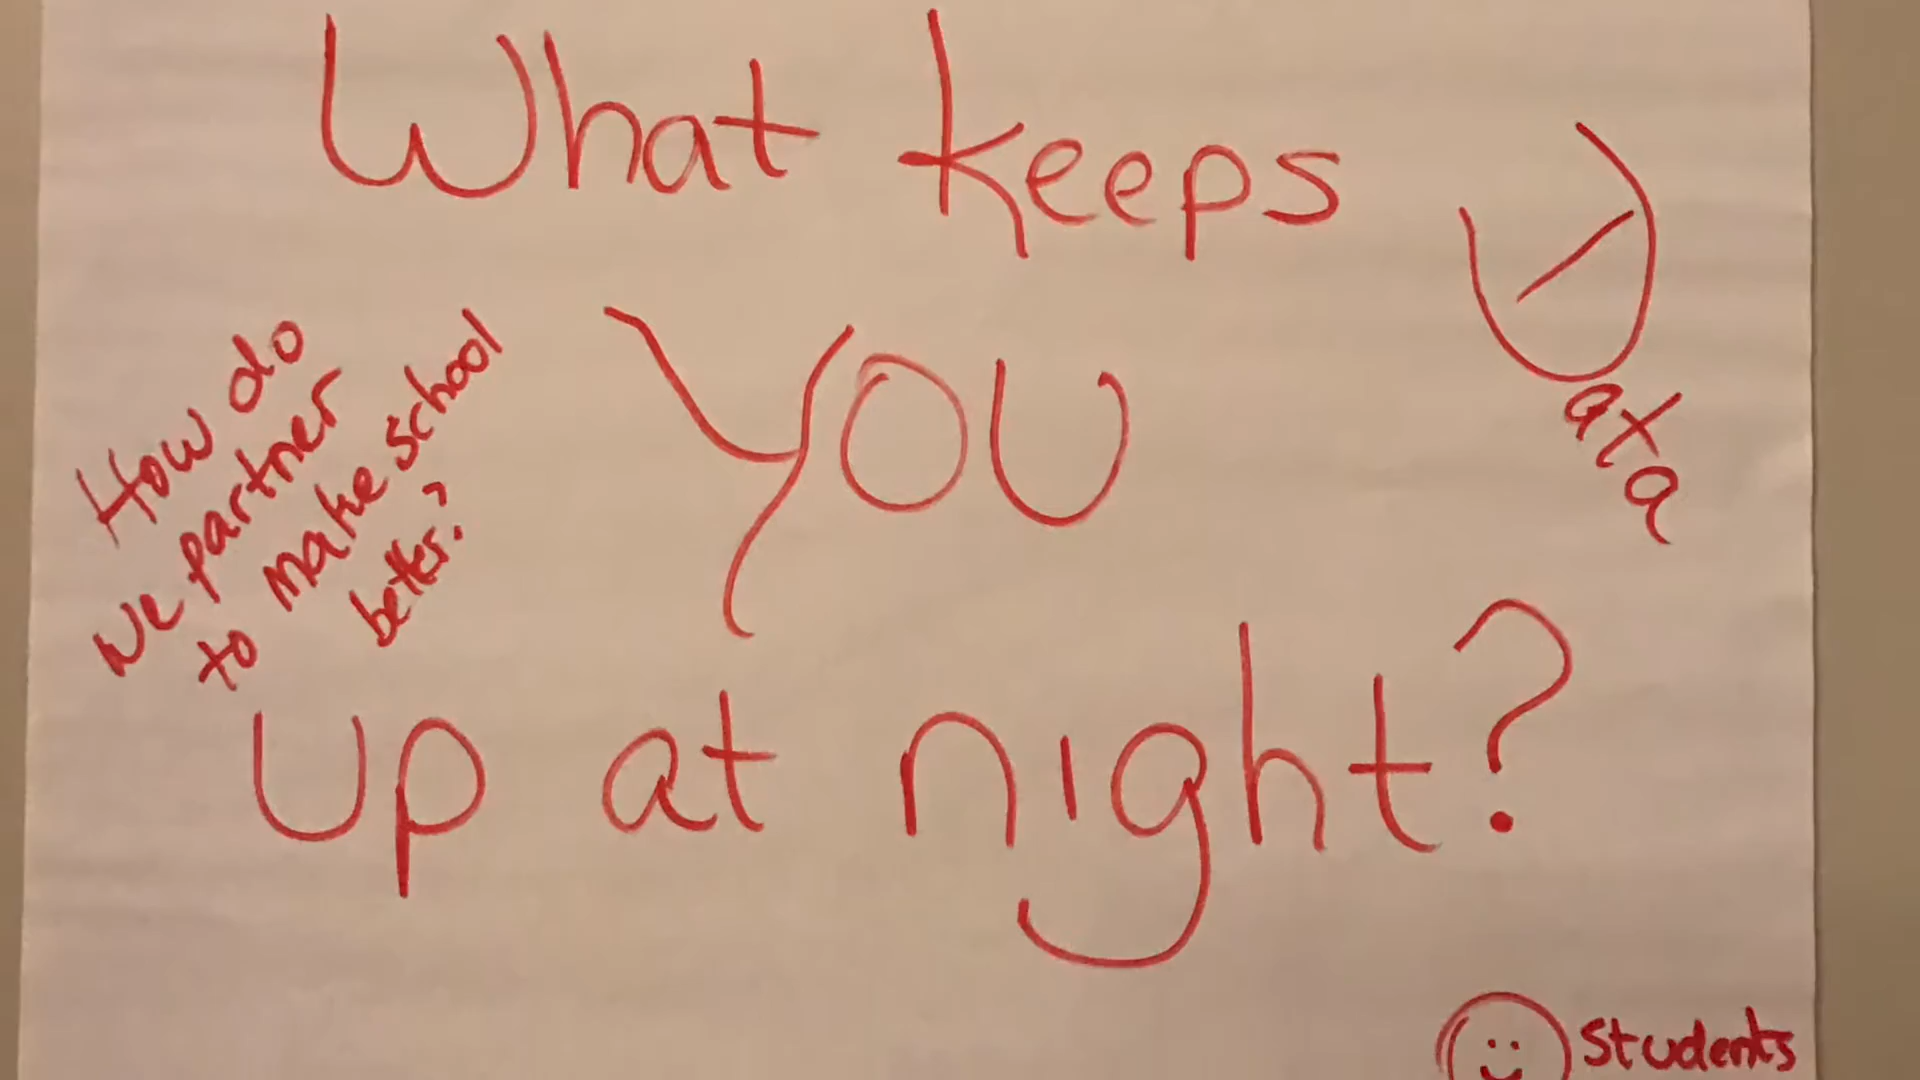 What keeps
YOU
up at night?
How do
we partner
to make school
better?
Data
Students